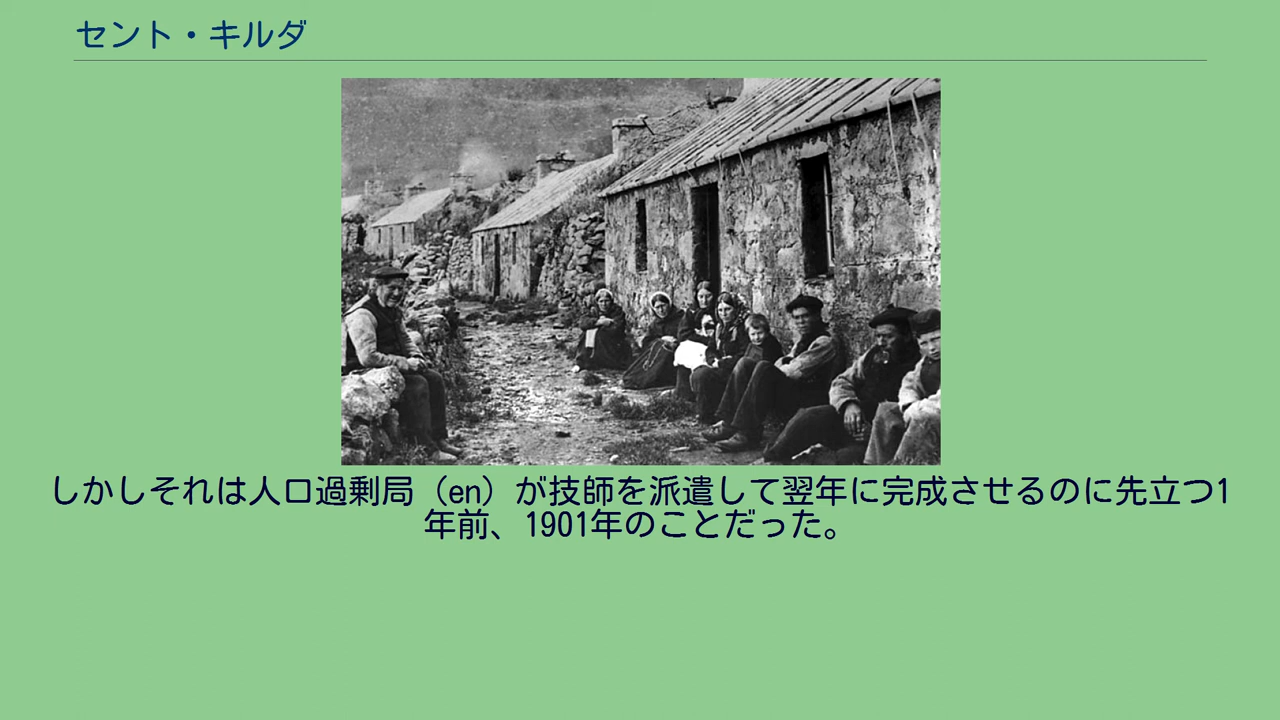 セント・キルダ
しかしそれは人口過剰局（en）が技師を派遣して翌年に完成させるのに先立つ1
年前、1901年のことだった。